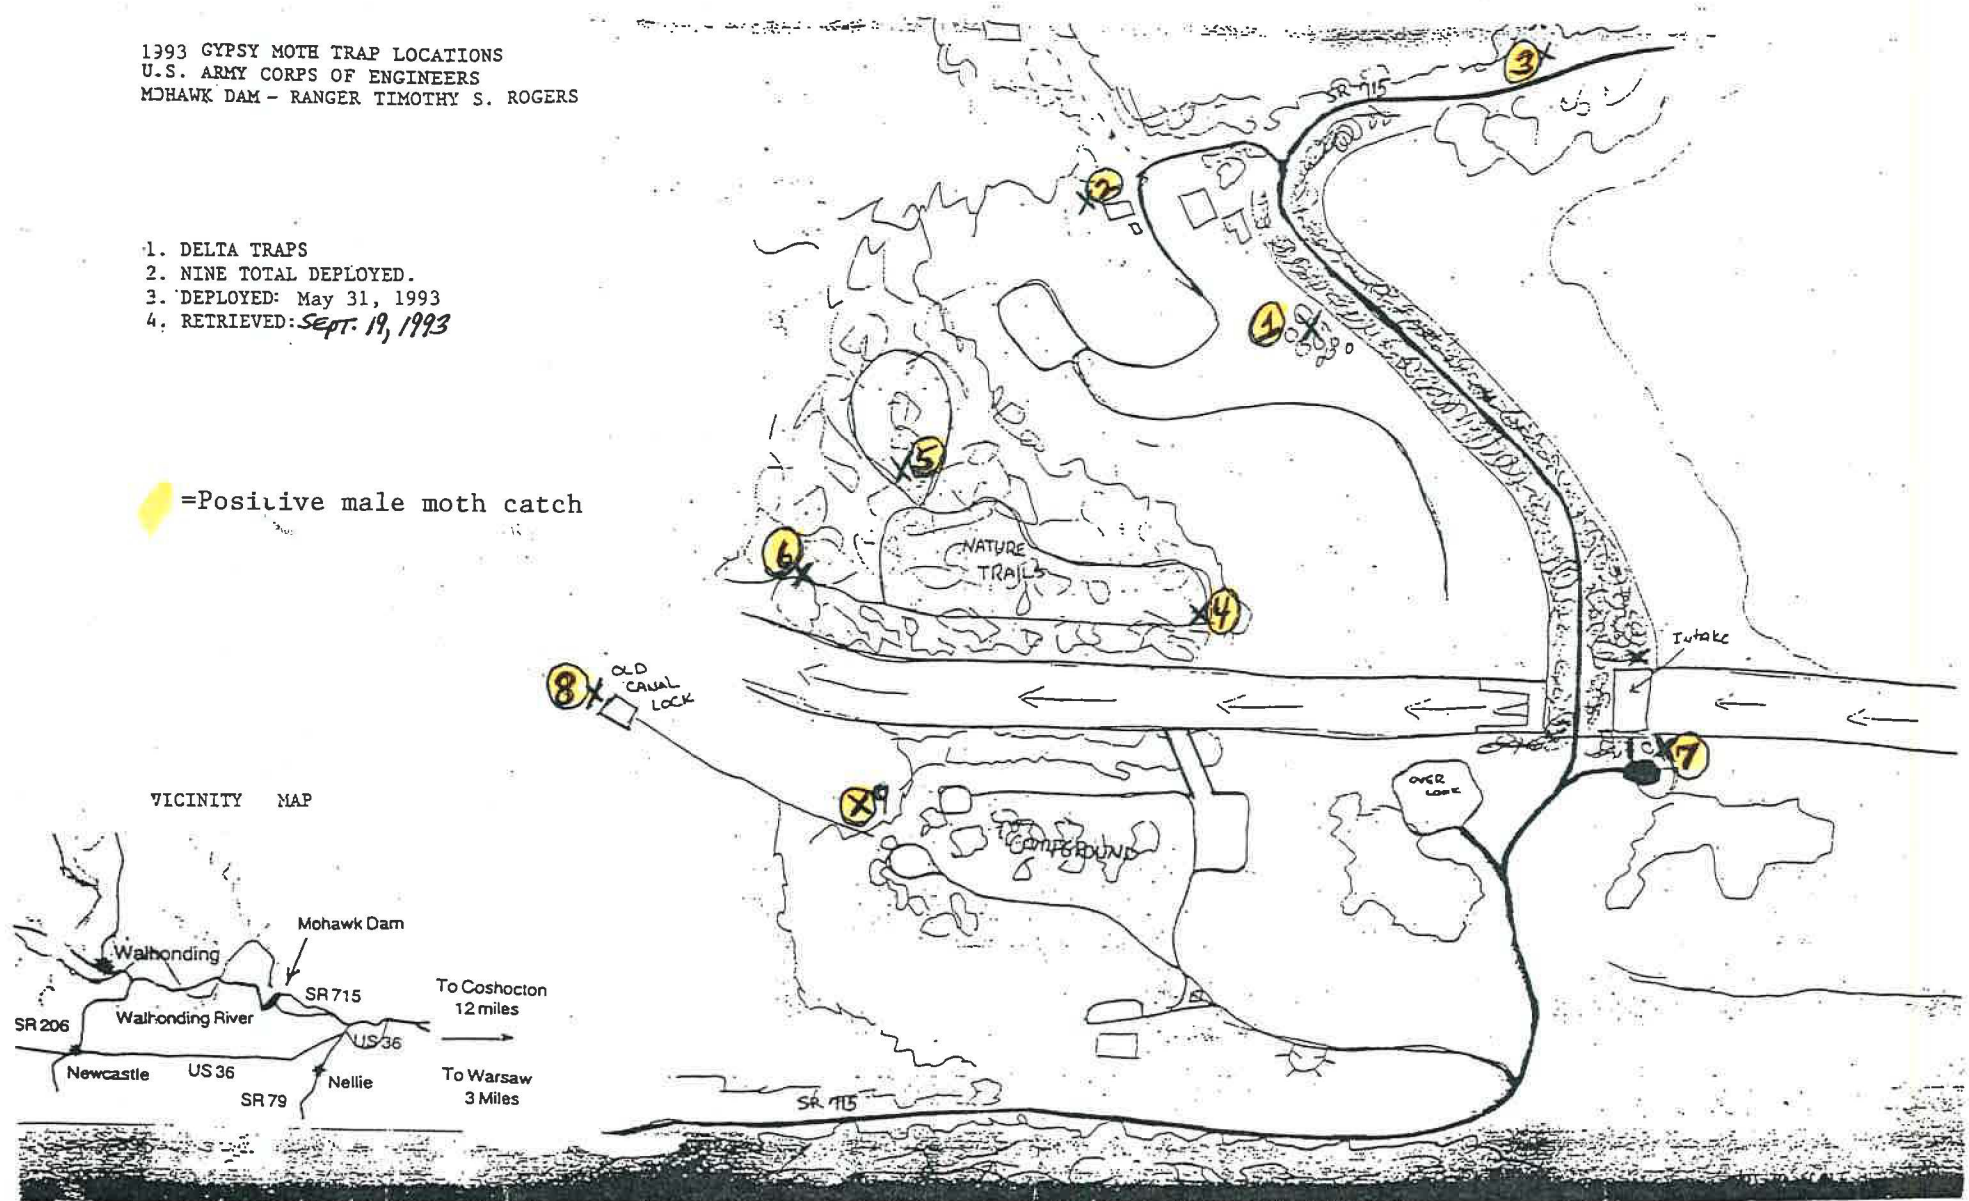 1993 GYPSY MOTH TRAP LOCATIONS
U.S. ARMY CORPS OF ENGINEERS
MOHAWK DAM - RANGER TIMOTHY S. ROGERS
1. DELTA TRAPS
2. NINE TOTAL DEPLOYED.
3. DEPLOYED: May 31, 1993
4. RETRIEVED: SEPT. 19, 1993
=Positive male moth catch
3
SR 715
2
1
5
6
NATURE
TRAILS
4
Intake
8
OLD
CANAL
LOCK
7
OVER
LOOK
9
CAMPGROUND
SR 715
VICINITY MAP
Mohawk Dam
Walhonding
SR 715
To Coshocton
12 miles
SR 206
Walhonding River
US 36
Newcastle
US 36
Nellie
To Warsaw
3 Miles
SR 79